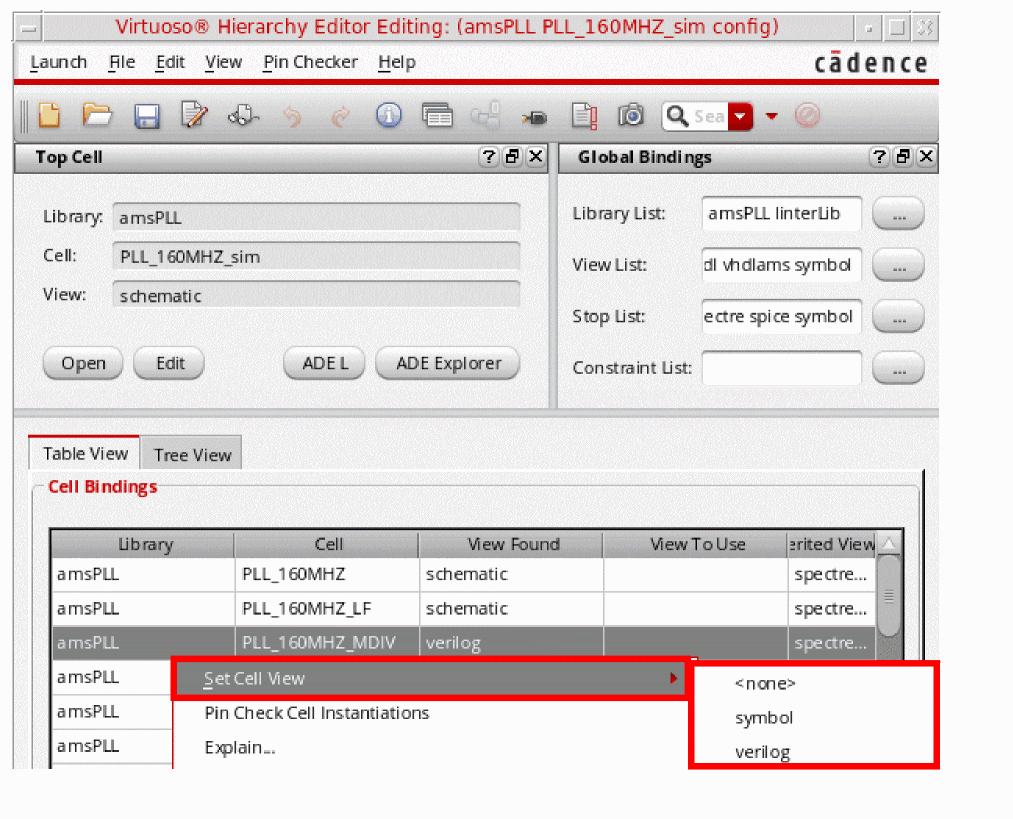 Virtuoso® Hierarchy Editor Editing: (amsPLL PLL_160MHZ_sim config)
Launch File Edit View Pin Checker Help
cādence
Sea
Top Cell
Global Bindings
Library: amsPLL
Cell: PLL_160MHZ_sim
View: schematic
Open Edit ADE L ADE Explorer
Library List: amsPLL linterLib ...
View List: dl vhdlams symbol ...
Stop List: ectre spice symbol ...
Constraint List: ...
Table View Tree View
Cell Bindings
Library Cell View Found View To Use erited View
amsPLL PLL_160MHZ schematic spectre...
amsPLL PLL_160MHZ_LF schematic spectre...
amsPLL PLL_160MHZ_MDIV verilog spectre...
amsPLL
amsPLL
amsPLL
Set Cell View
Pin Check Cell Instantiations
Explain...
<none>
symbol
verilog